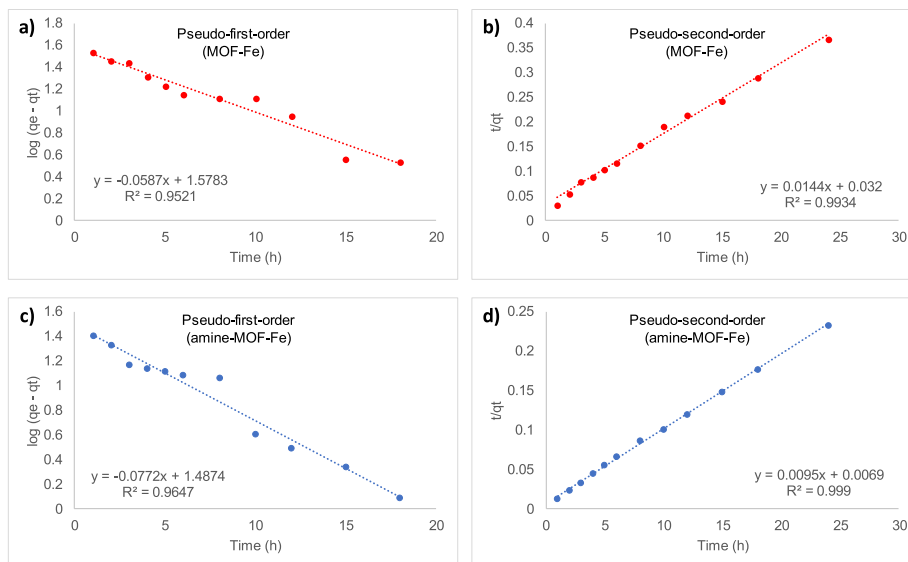 a)
Pseudo-first-order
(MOF-Fe)
log (qe - qt)
1.8
1.6
1.4
1.2
1
0.8
0.6
0.4
0.2
0
y = -0.0587x + 1.5783
R² = 0.9521
0 5 10 15 20
Time (h)
b)
Pseudo-second-order
(MOF-Fe)
t/qt
0.4
0.35
0.3
0.25
0.2
0.15
0.1
0.05
0
y = 0.0144x + 0.032
R² = 0.9934
0 5 10 15 20 25 30
Time (h)
c)
Pseudo-first-order
(amine-MOF-Fe)
log (qe - qt)
1.6
1.4
1.2
1
0.8
0.6
0.4
0.2
0
y = -0.0772x + 1.4874
R² = 0.9647
0 5 10 15 20
Time (h)
d)
Pseudo-second-order
(amine-MOF-Fe)
t/qt
0.25
0.2
0.15
0.1
0.05
0
y = 0.0095x + 0.0069
R² = 0.999
0 5 10 15 20 25 30
Time (h)